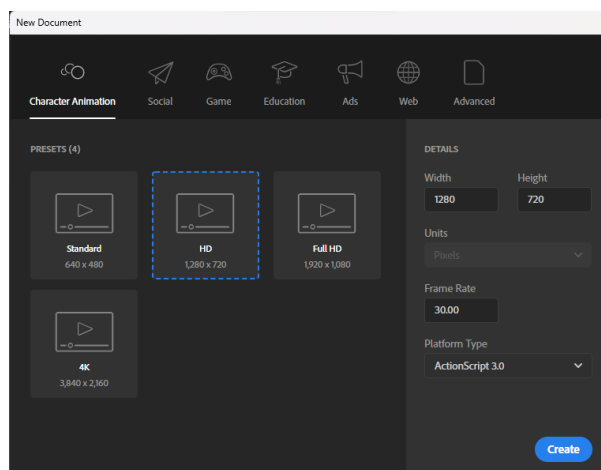 New Document
Character Animation
Social
Game
Education
Ads
Web
Advanced
PRESETS (4)
Standard
640 x 480
HD
1,280 x 720
Full HD
1,920 x 1,080
4K
3,840 x 2,160
DETAILS
Width
Height
1280
720
Units
Pixels
Frame Rate
30.00
Platform Type
ActionScript 3.0
Create